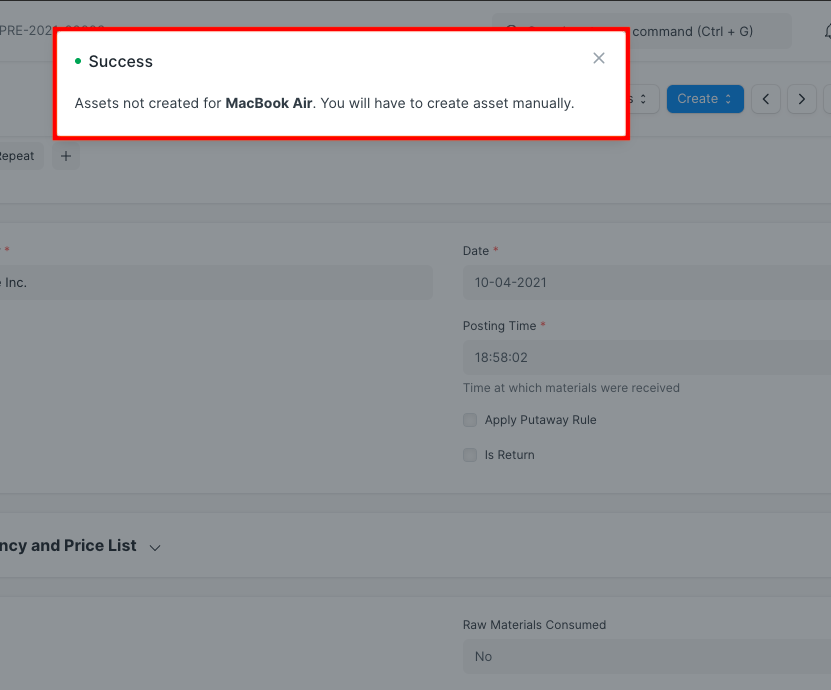 PRE-2021
command (Ctrl + G)
Success
Assets not created for MacBook Air. You will have to create asset manually.
s
Create
Repeat
Date *
Inc.
10-04-2021
Posting Time *
18:58:02
Time at which materials were received
Apply Putaway Rule
Is Return
ncy and Price List
Raw Materials Consumed
No